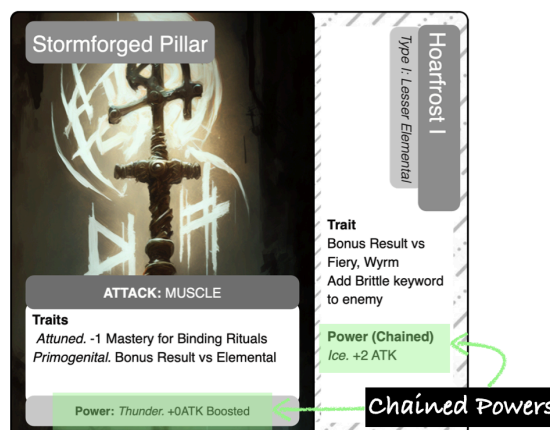 Stormforged Pillar
ATTACK: MUSCLE
Traits
Attuned. -1 Mastery for Binding Rituals
Primogenital. Bonus Result vs Elemental
Power: Thunder. +0ATK Boosted
Hoarfrost I
Type I: Lesser Elemental
Trait
Bonus Result vs
Fiery, Wyrm
Add Brittle keyword
to enemy
Power (Chained)
Ice. +2 ATK
Chained Powers